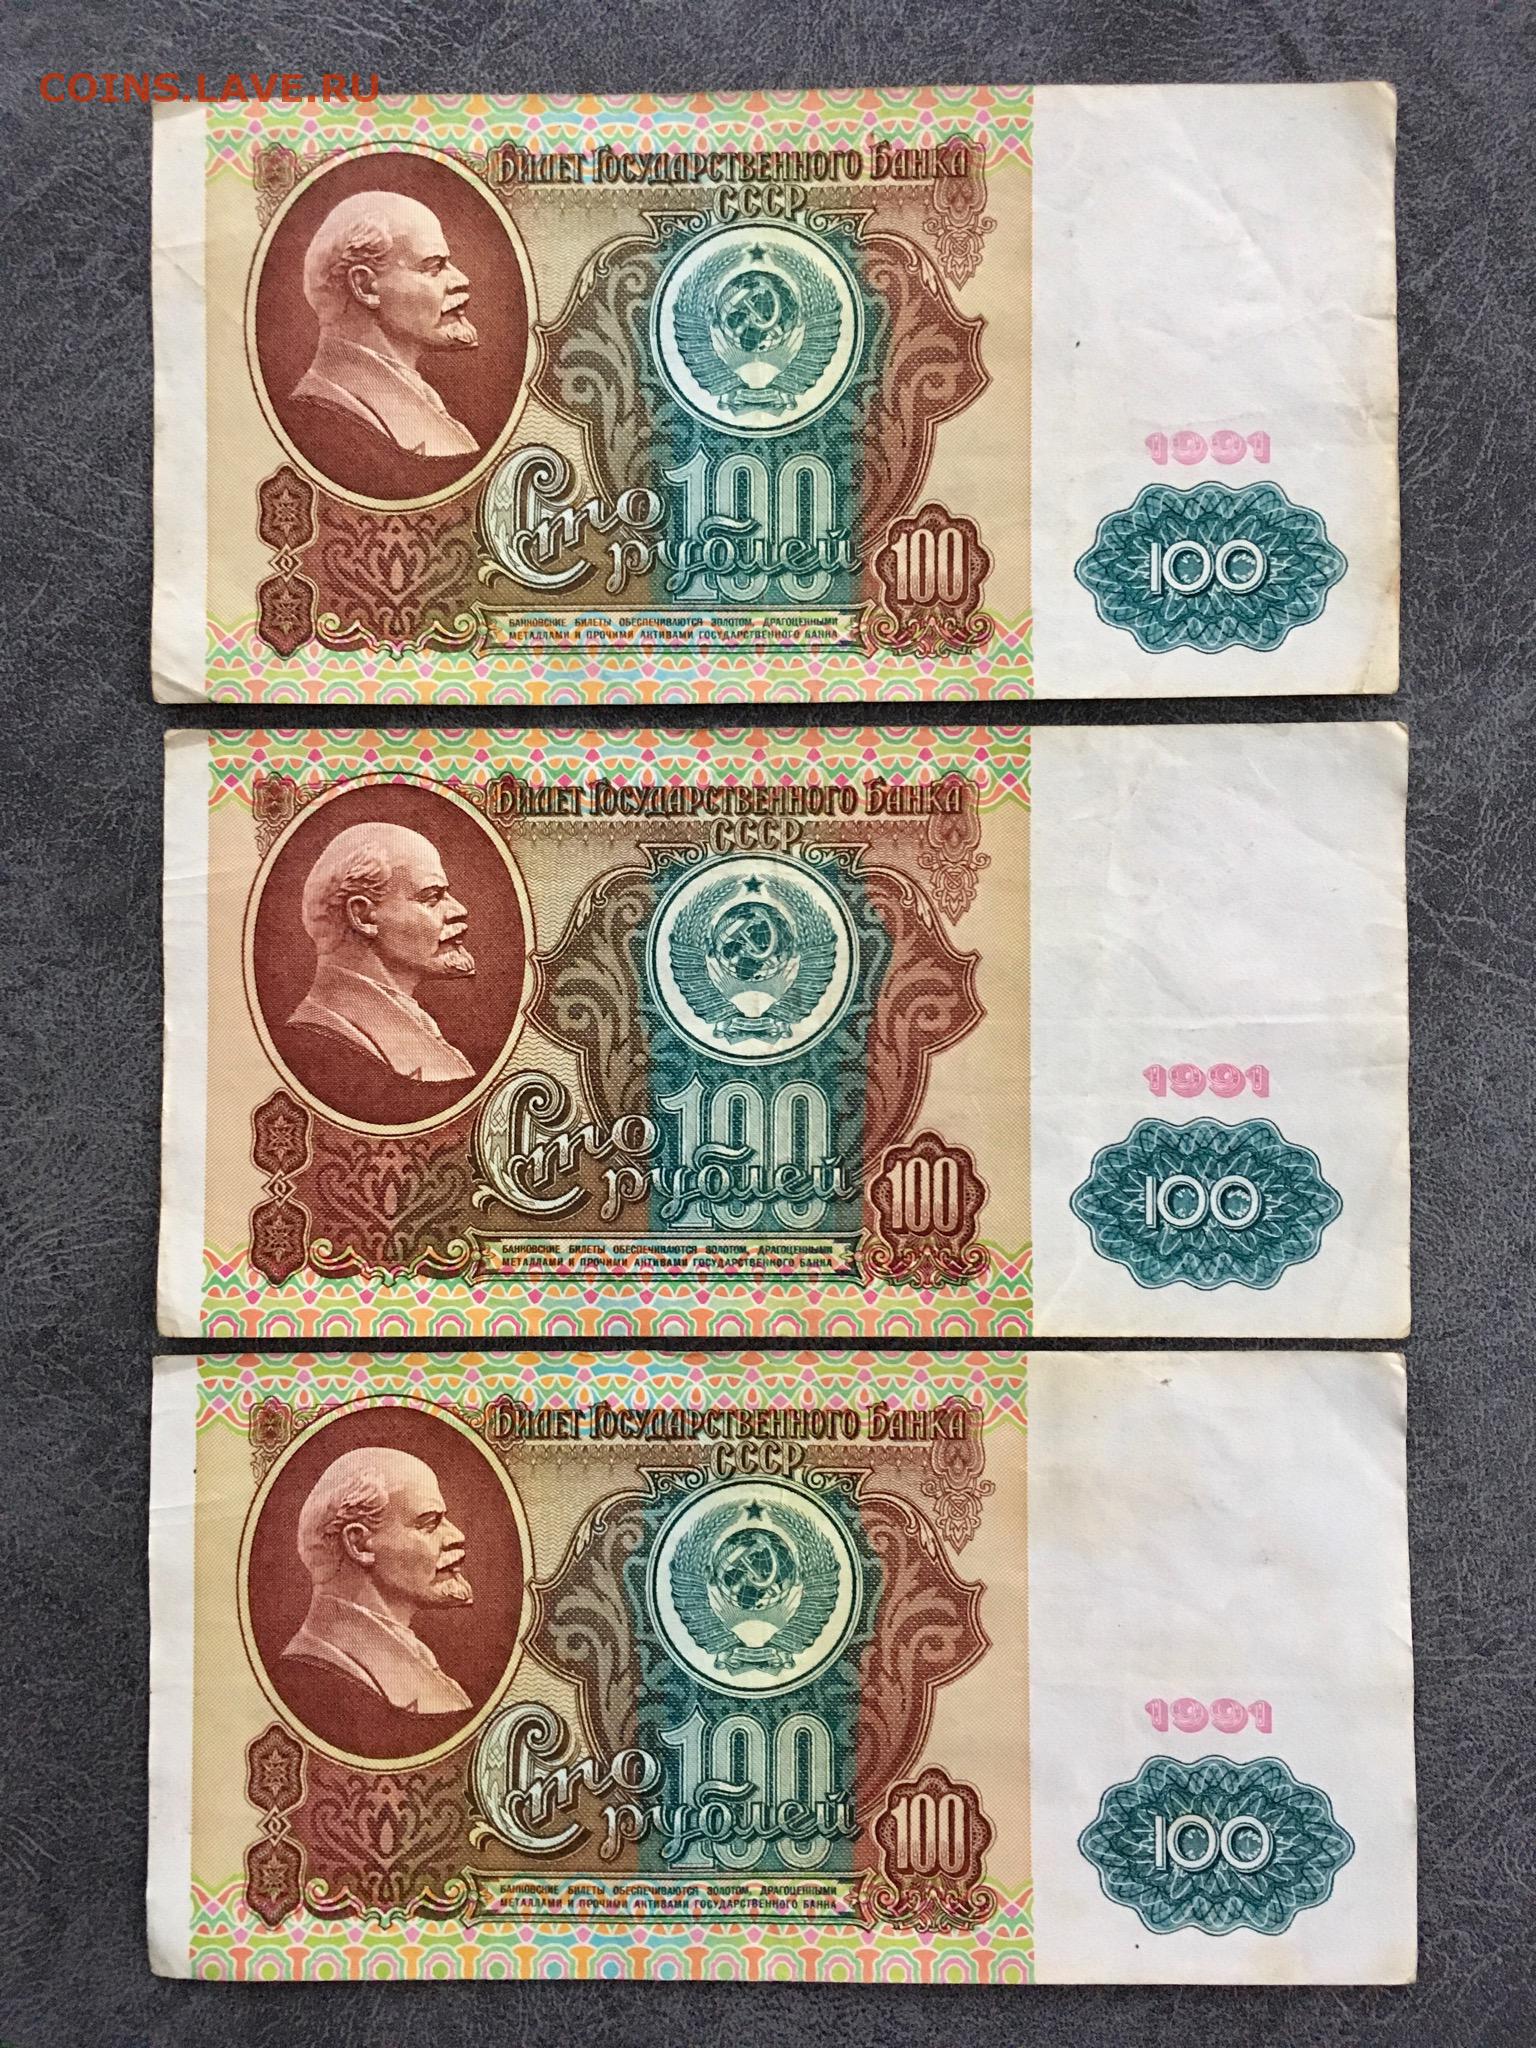 COINS.LAVE.RU
Билет Государственного Банка
СССР
1991
100
Сто
рублей
100
100
БАНКОВСКИЕ БИЛЕТЫ ОБЕСПЕЧИВАЮТСЯ ЗОЛОТОМ, ДРАГОЦЕННЫМИ
МЕТАЛЛАМИ И ПРОЧИМИ АКТИВАМИ ГОСУДАРСТВЕННОГО БАНКА
Билет Государственного Банка
СССР
1991
100
Сто
рублей
100
100
БАНКОВСКИЕ БИЛЕТЫ ОБЕСПЕЧИВАЮТСЯ ЗОЛОТОМ, ДРАГОЦЕННЫМИ
МЕТАЛЛАМИ И ПРОЧИМИ АКТИВАМИ ГОСУДАРСТВЕННОГО БАНКА
Билет Государственного Банка
СССР
1991
100
Сто
рублей
100
100
БАНКОВСКИЕ БИЛЕТЫ ОБЕСПЕЧИВАЮТСЯ ЗОЛОТОМ, ДРАГОЦЕННЫМИ
МЕТАЛЛАМИ И ПРОЧИМИ АКТИВАМИ ГОСУДАРСТВЕННОГО БАНКА